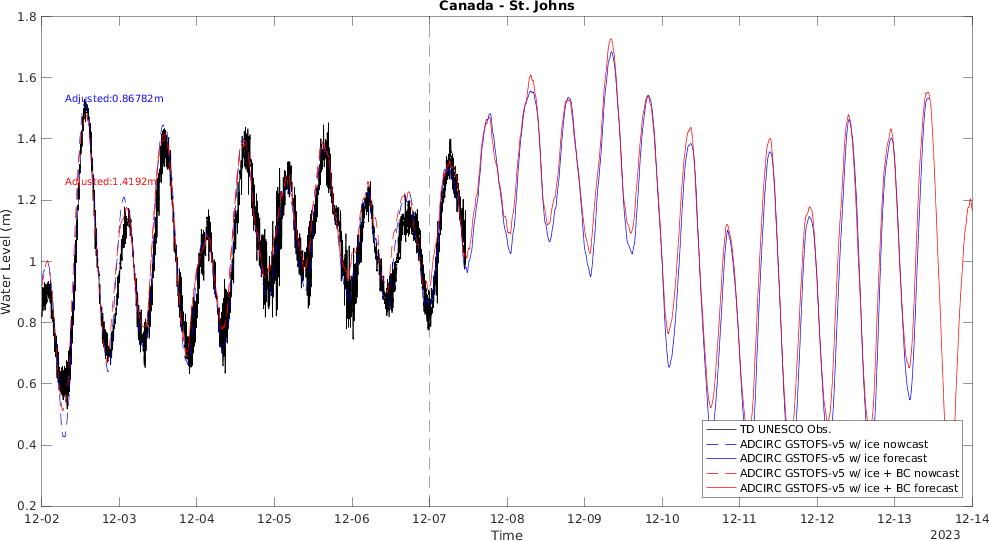 Canada - St. Johns
1.8
1.6
1.4
1.2
1
0.8
0.6
0.4
0.2
Water Level (m)
Adjusted:0.86782m
Adjusted:1.4192m
TD UNESCO Obs.
ADCIRC GSTOFS-v5 w/ ice nowcast
ADCIRC GSTOFS-v5 w/ ice forecast
ADCIRC GSTOFS-v5 w/ ice + BC nowcast
ADCIRC GSTOFS-v5 w/ ice + BC forecast
12-02 12-03 12-04 12-05 12-06 12-07 12-08 12-09 12-10 12-11 12-12 12-13 12-14
Time
2023